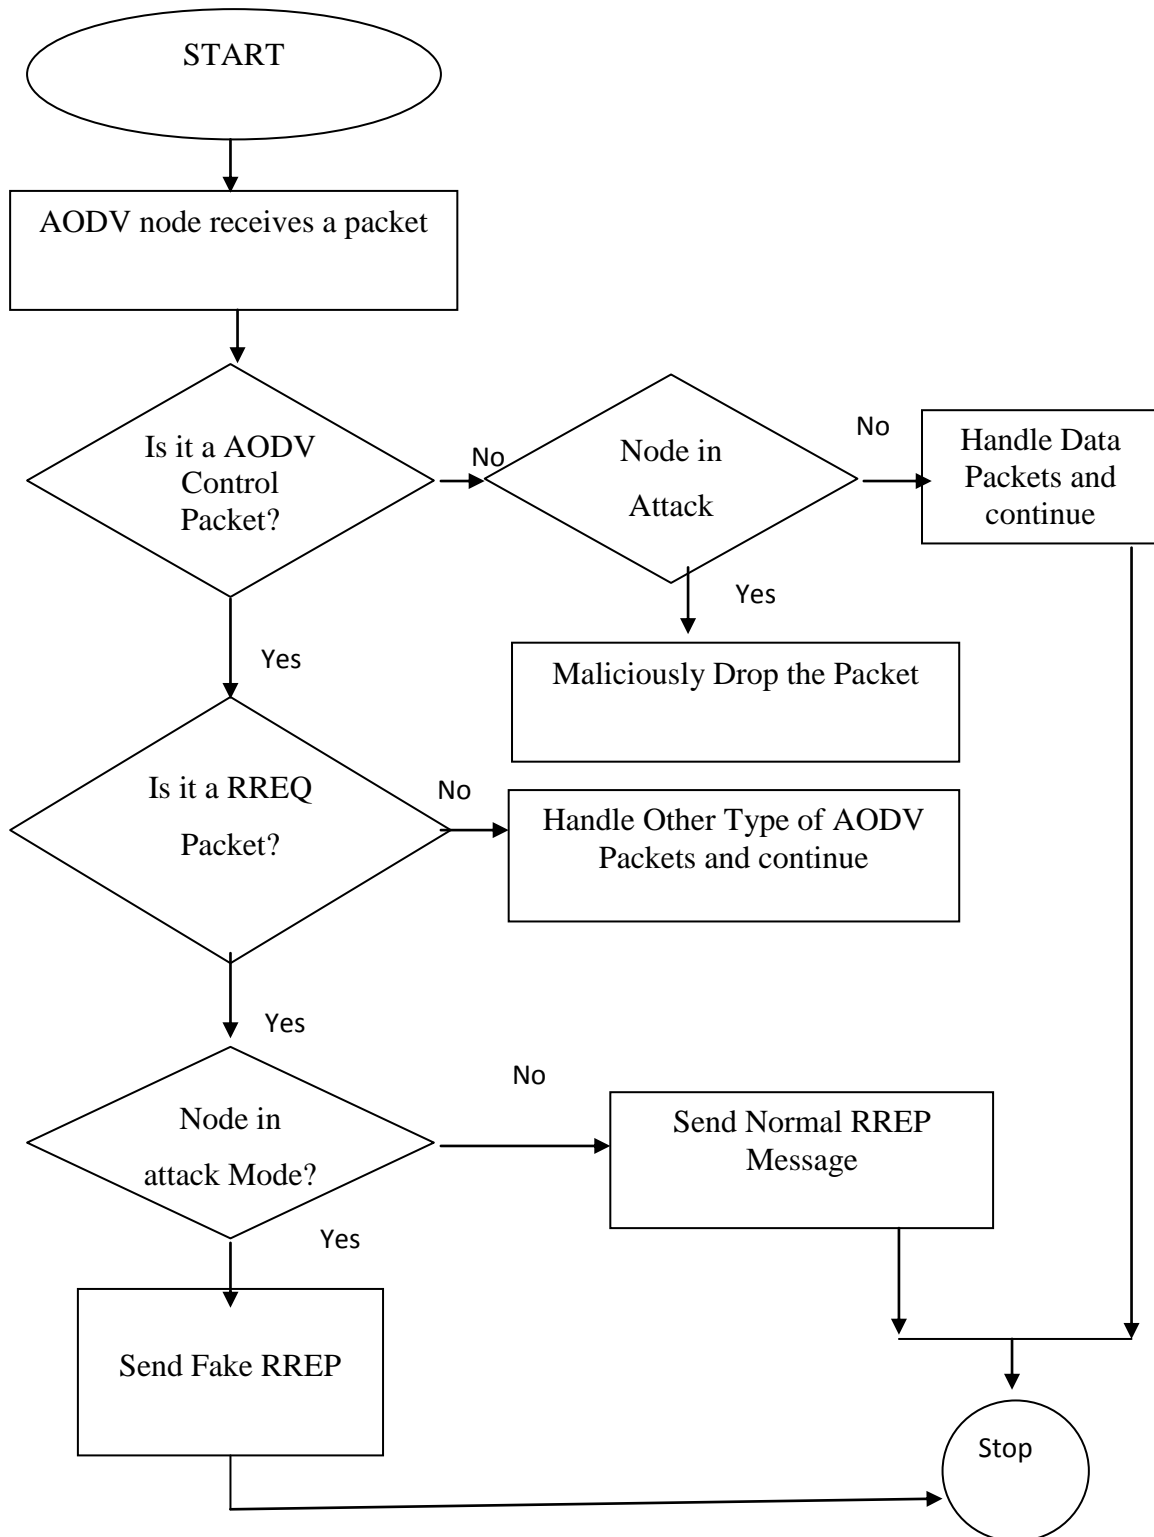 START
AODV node receives a packet
Is it a AODV
Control
Packet?
No
Node in
Attack
No
Handle Data
Packets and
continue
Yes
Yes
Maliciously Drop the Packet
Is it a RREQ
Packet?
No
Handle Other Type of AODV
Packets and continue
Yes
Node in
attack Mode?
No
Send Normal RREP
Message
Yes
Send Fake RREP
Stop